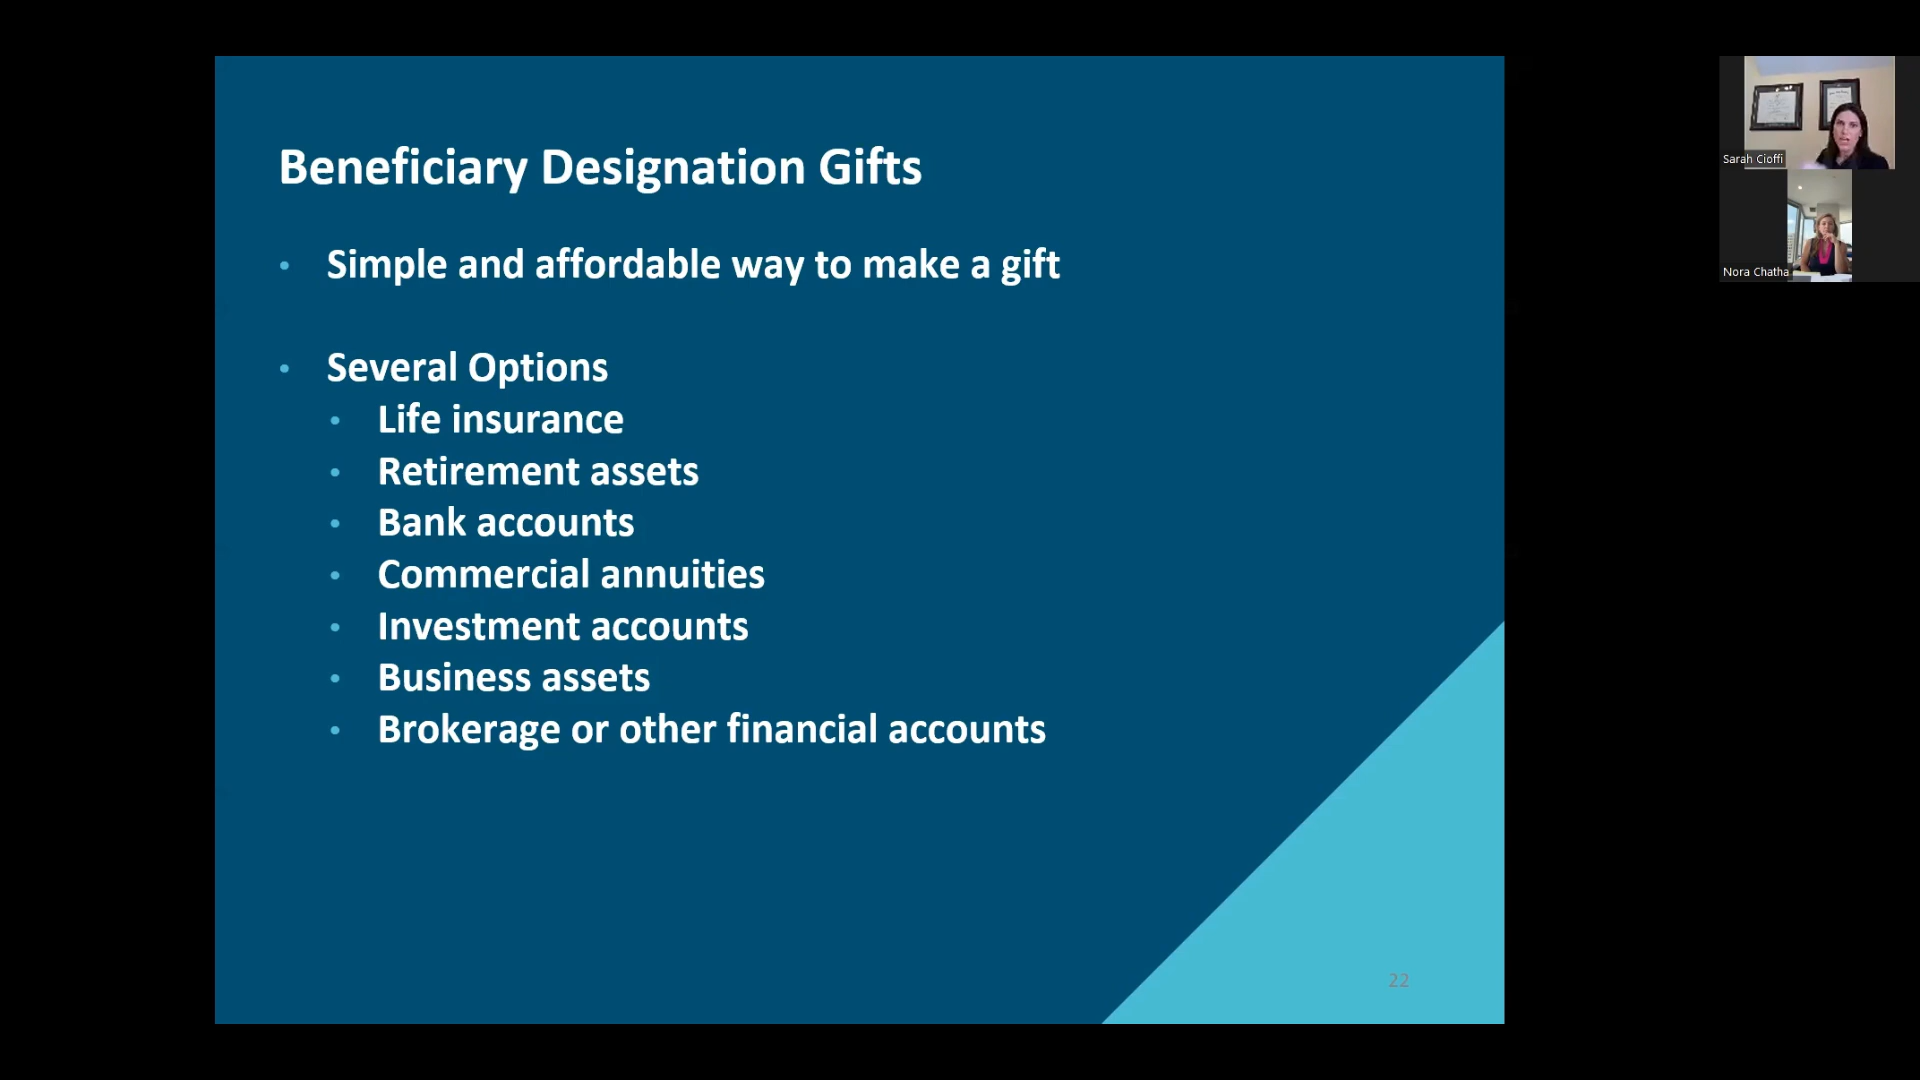 Beneficiary Designation Gifts
• Simple and affordable way to make a gift
• Several Options
• Life insurance
• Retirement assets
• Bank accounts
• Commercial annuities
• Investment accounts
• Business assets
• Brokerage or other financial accounts
22
Sarah Cioffi
Nora Chatha